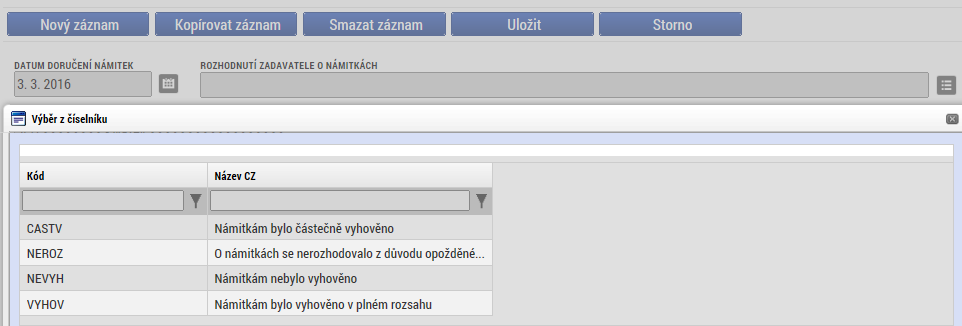 Nový záznam Kopírovat záznam Smazat záznam Uložit Storno
DATUM DORUČENÍ NÁMITEK ROZHODNUTÍ ZADAVATELE O NÁMITKÁCH
3. 3. 2016
Výběr z číselníku
Kód Název CZ
CASTV Námitkám bylo částečně vyhověno
NEROZ O námitkách se nerozhodovalo z důvodu opožděné...
NEVYH Námitkám nebylo vyhověno
VYHOV Námitkám bylo vyhověno v plném rozsahu